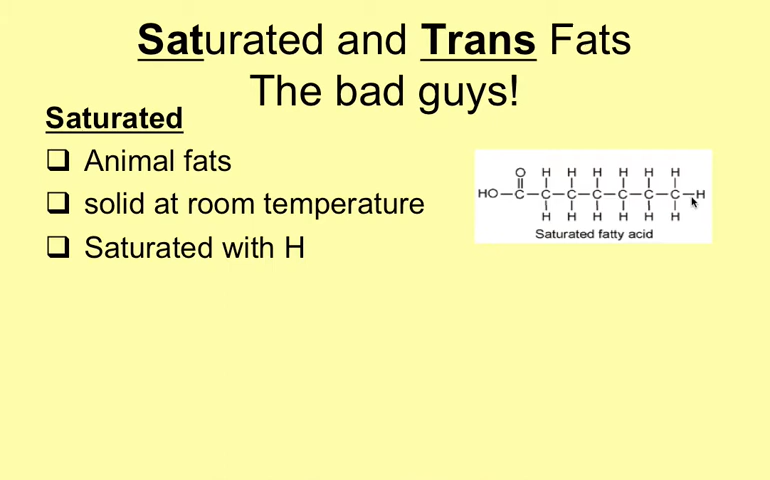 Saturated and Trans Fats
The bad guys!
Saturated
❑ Animal fats
❑ solid at room temperature
❑ Saturated with H
O H H H H H H
HO—C—C—C—C—C—C—C—H
H H H H H H
Saturated fatty acid